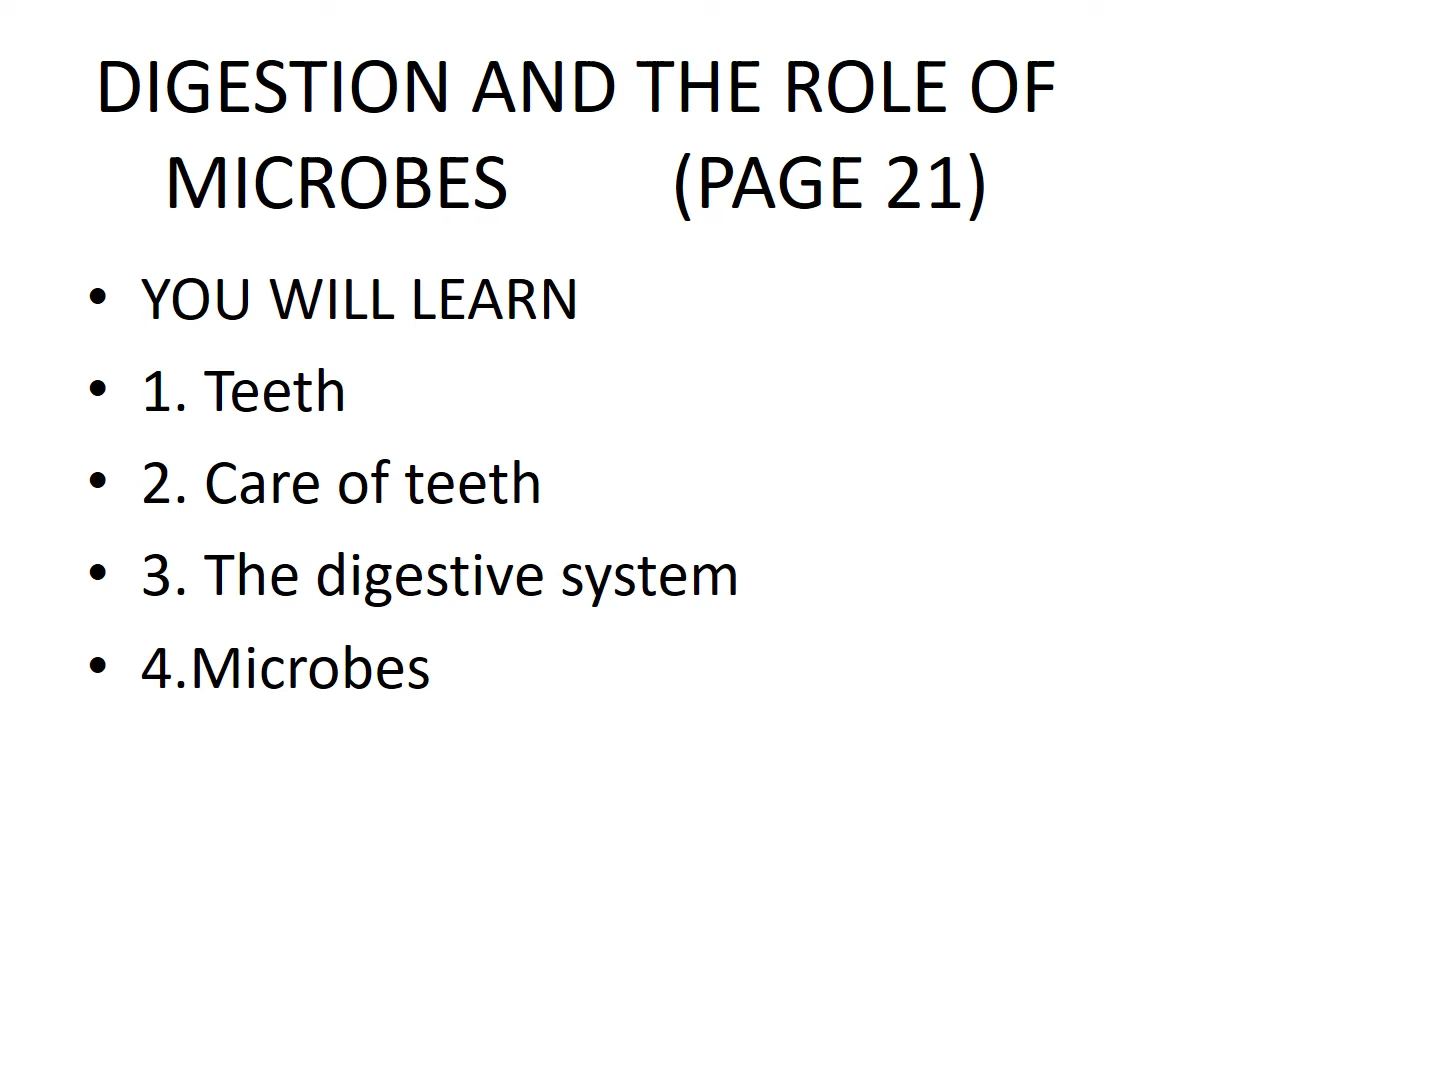 DIGESTION AND THE ROLE OF
MICROBES (PAGE 21)
• YOU WILL LEARN
• 1. Teeth
• 2. Care of teeth
• 3. The digestive system
• 4.Microbes